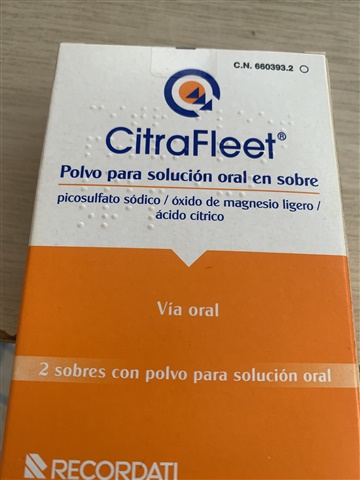 C.N. 660393.2
CitraFleet®
Polvo para solución oral en sobre
picosulfato sódico / óxido de magnesio ligero /
ácido cítrico
Vía oral
2 sobres con polvo para solución oral
RECORDATI